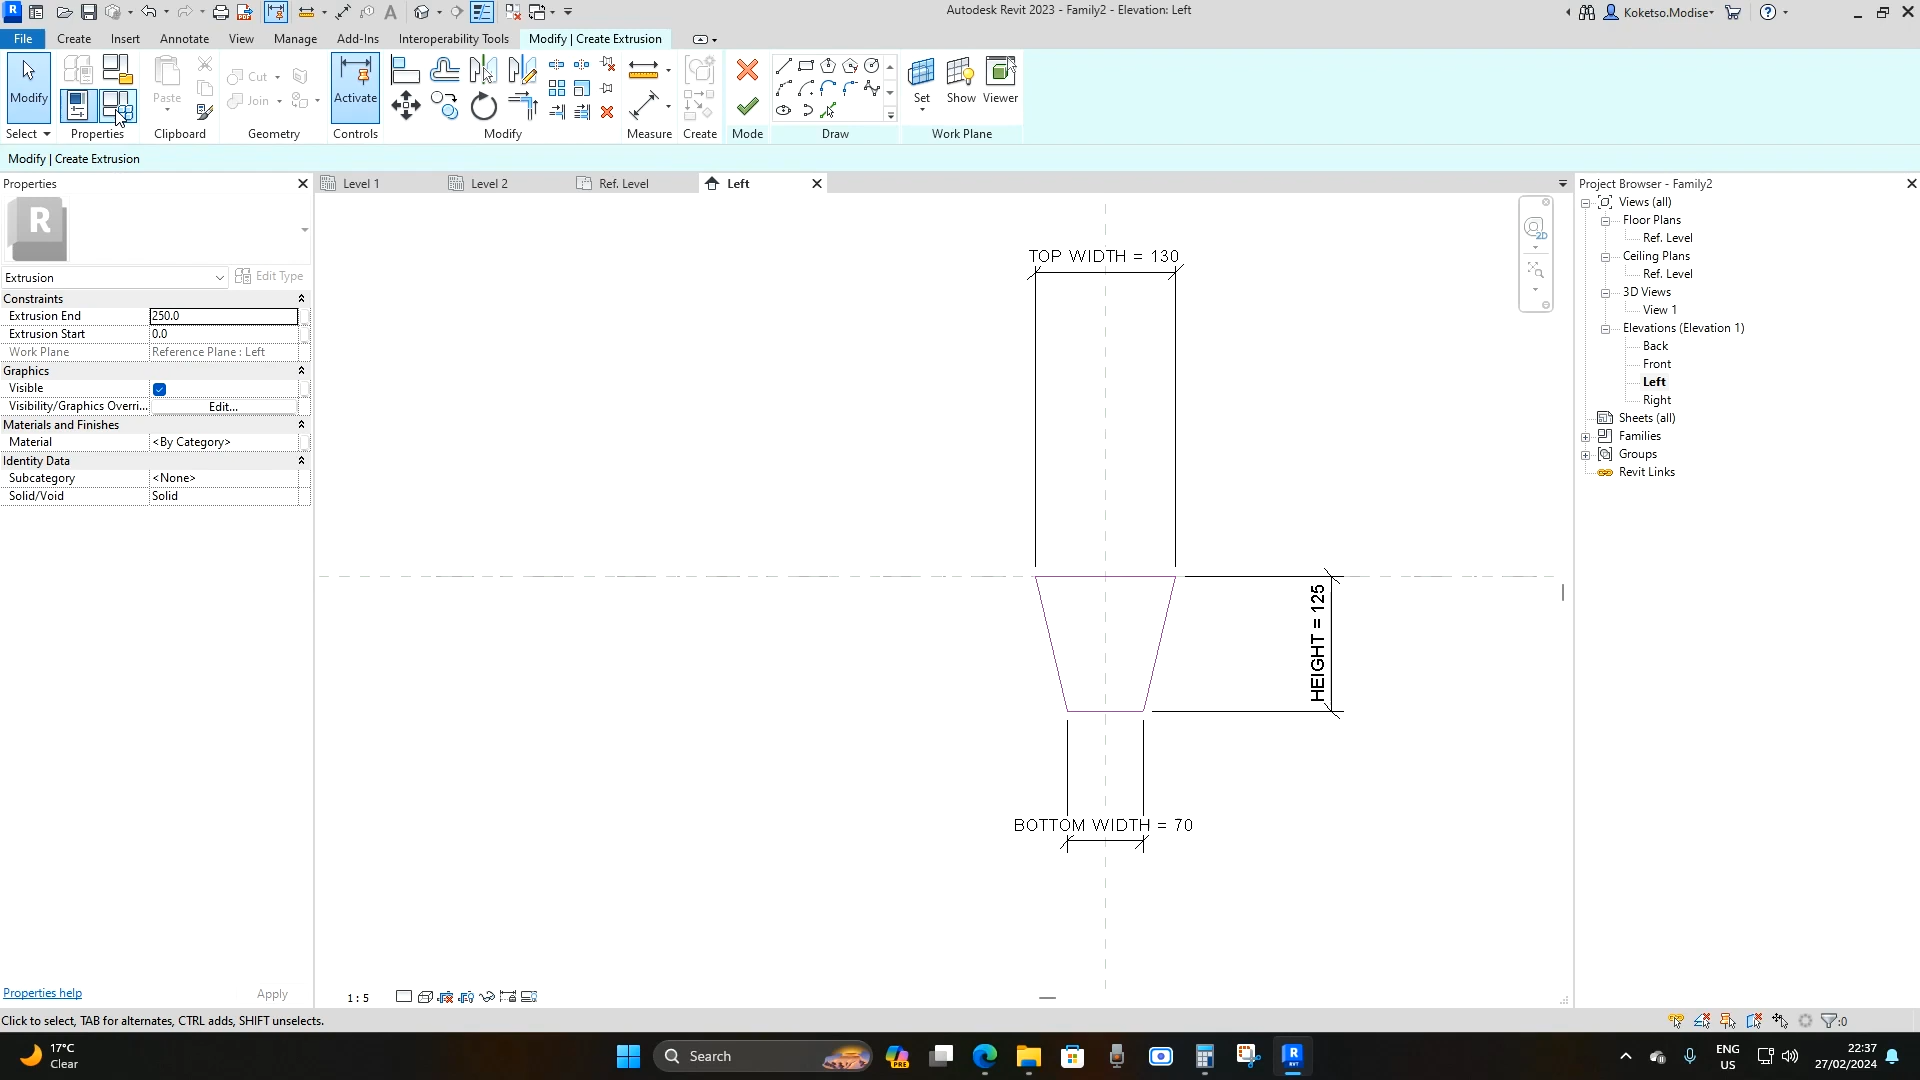 Autodesk Revit 2023 - Family2 - Elevation: Left
Koketso.Modise
File Create Insert Annotate View Manage Add-Ins Interoperability Tools Modify | Create Extrusion
Modify Paste Cut Join Activate Set Show Viewer
Select Properties Clipboard Geometry Controls Modify Measure Create Mode Draw Work Plane
Modify | Create Extrusion
Properties
R
Extrusion Edit Type
Constraints
Extrusion End 250.0
Extrusion Start 0.0
Work Plane Reference Plane : Left
Graphics
Visible
Visibility/Graphics Overri... Edit...
Materials and Finishes
Material <By Category>
Identity Data
Subcategory <None>
Solid/Void Solid
Properties help Apply
Level 1 Level 2 Ref. Level Left
TOP WIDTH = 130
HEIGHT = 125
BOTTOM WIDTH = 70
2D
1 : 5
Project Browser - Family2
Views (all)
Floor Plans
Ref. Level
Ceiling Plans
Ref. Level
3D Views
View 1
Elevations (Elevation 1)
Back
Front
Left
Right
Sheets (all)
Families
Groups
Revit Links
Click to select, TAB for alternates, CTRL adds, SHIFT unselects.
:0
17°C
Clear
Search
PRE
R
RVT
ENG
US
22:37
27/02/2024